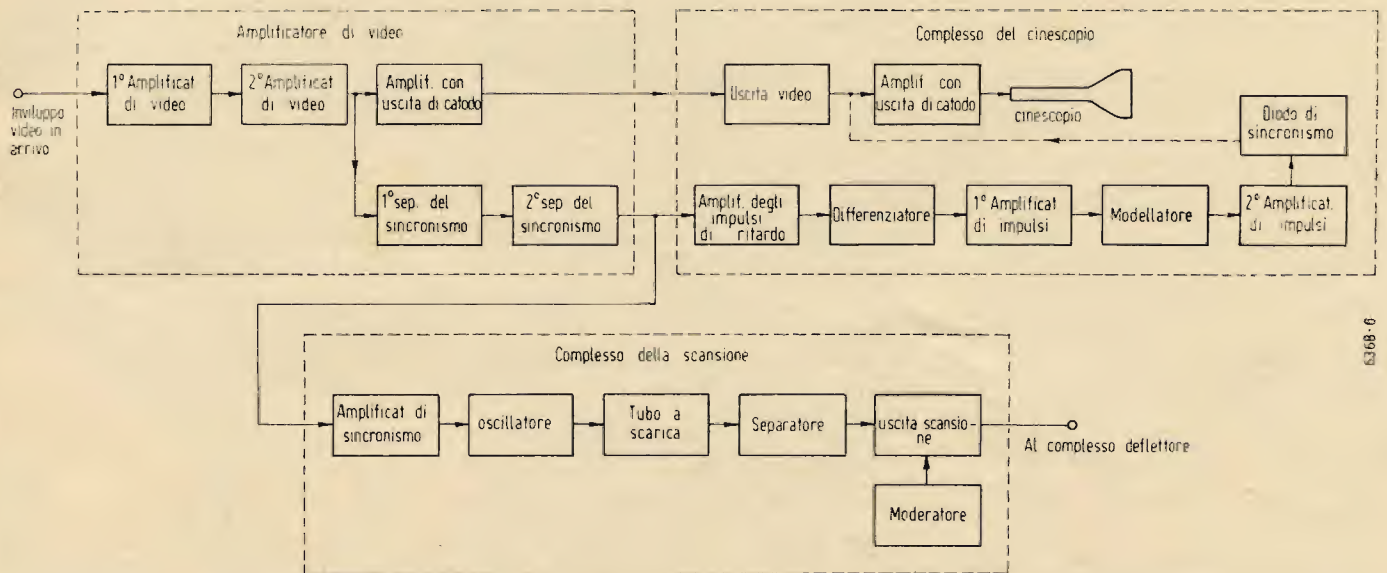 Amplificatore di video
1° Amplificat
di video
2° Amplificat
di video
Amplif. con
uscita di catodo
Inviluppo
video in
arrivo
1° sep. del
sincronismo
2° sep del
sincronismo
Complesso del cinescopio
Uscita video
Amplif con
uscita di catodo
cinescopio
Diodo di
sincronismo
Amplif. degli
impulsi
di ritardo
Differenziatore
1° Amplificat
di impulsi
Modellatore
2° Amplificat.
di impulsi
Complesso della scansione
Amplificat di
sincronismo
oscillatore
Tubo a
scarica
Separatore
uscita scansio-
ne
Al complesso deflettore
Moderatore
6368-6